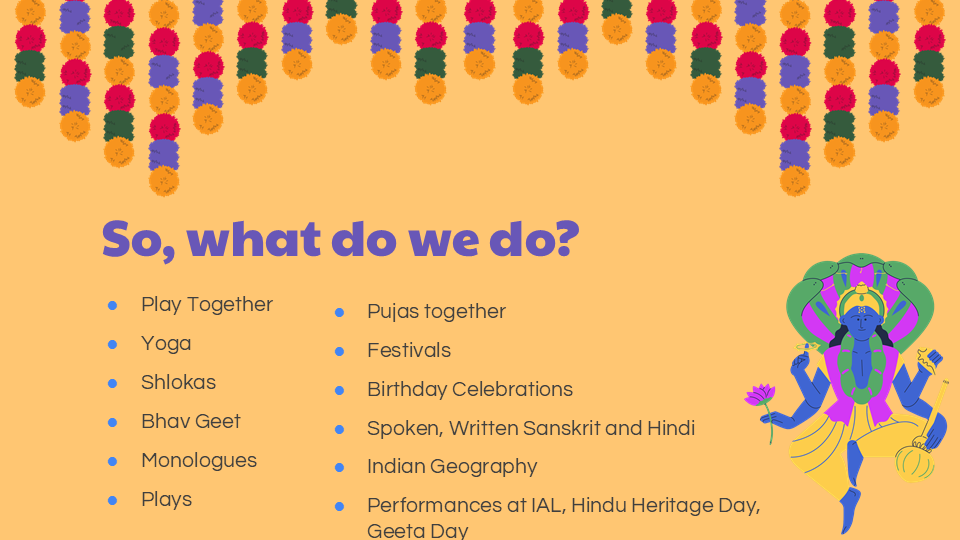 So, what do we do?
Play Together
Yoga
Shlokas
Bhav Geet
Monologues
Plays
Pujas together
Festivals
Birthday Celebrations
Spoken, Written Sanskrit and Hindi
Indian Geography
Performances at IAL, Hindu Heritage Day,
Geeta Day